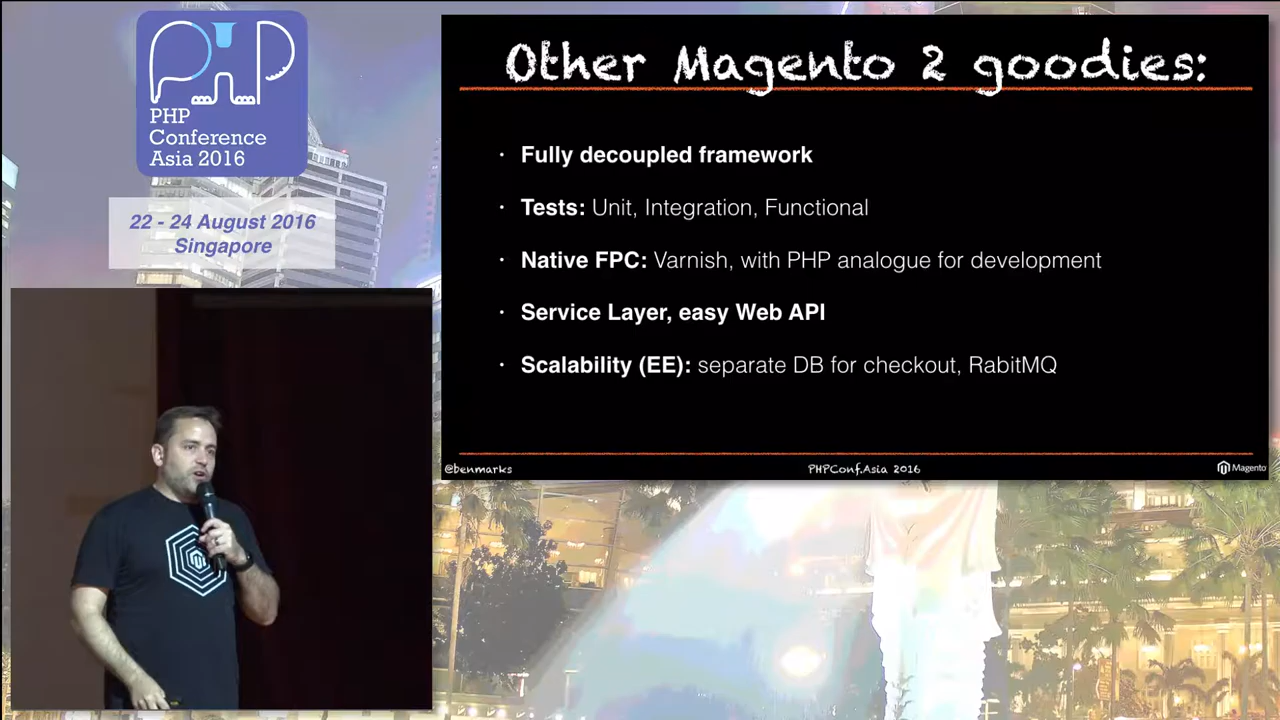 PHP
Conference
Asia 2016
22 - 24 August 2016
Singapore
Other Magento 2 goodies:
· Fully decoupled framework
· Tests: Unit, Integration, Functional
· Native FPC: Varnish, with PHP analogue for development
· Service Layer, easy Web API
· Scalability (EE): separate DB for checkout, RabitMQ
@benmarks
PHPConf.Asia 2016
Magento